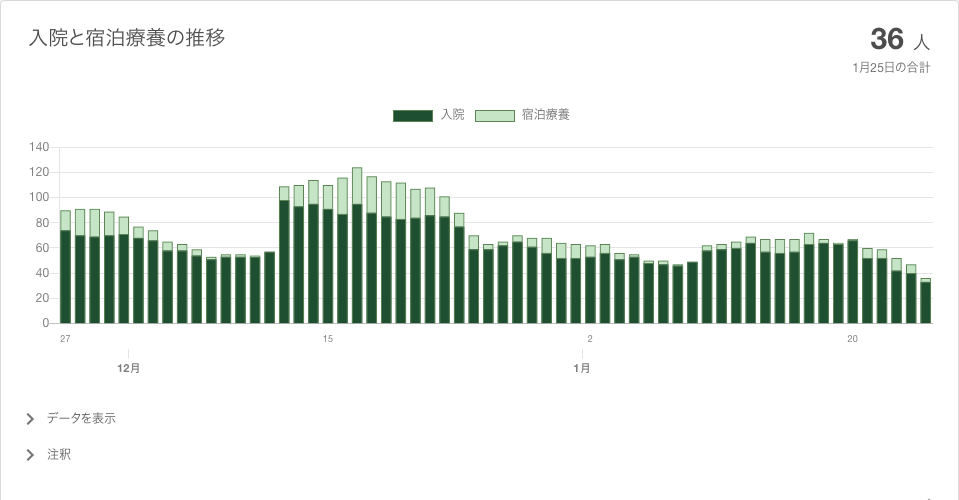 入院と宿泊療養の推移
36 人
1月25日の合計
入院 宿泊療養
140
120
100
80
60
40
20
0
27 15 2 20
12月 1月
データを表示
注釈